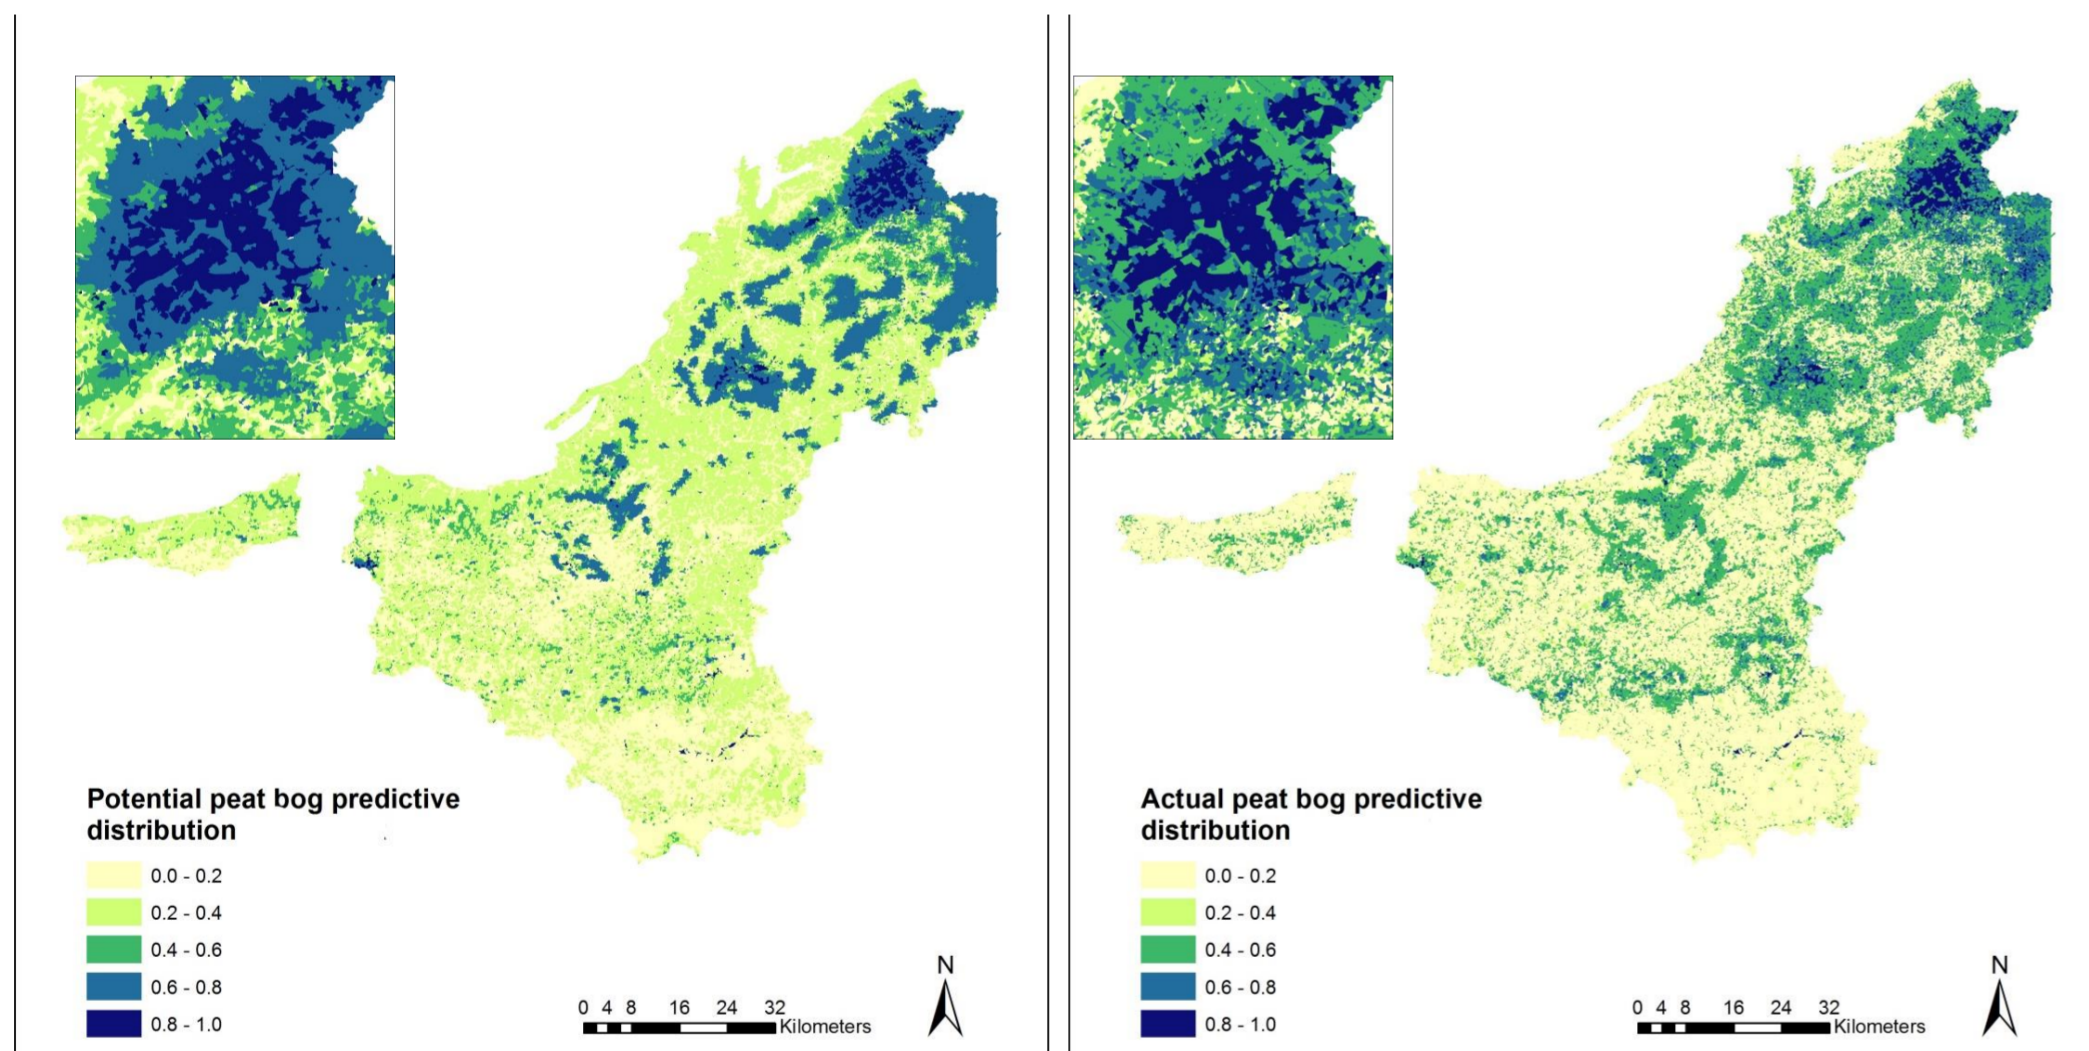 Potential peat bog predictive
distribution
0.0 - 0.2
0.2 - 0.4
0.4 - 0.6
0.6 - 0.8
0.8 - 1.0
N
0 4 8 16 24 32
Kilometers
Actual peat bog predictive
distribution
0.0 - 0.2
0.2 - 0.4
0.4 - 0.6
0.6 - 0.8
0.8 - 1.0
N
0 4 8 16 24 32
Kilometers